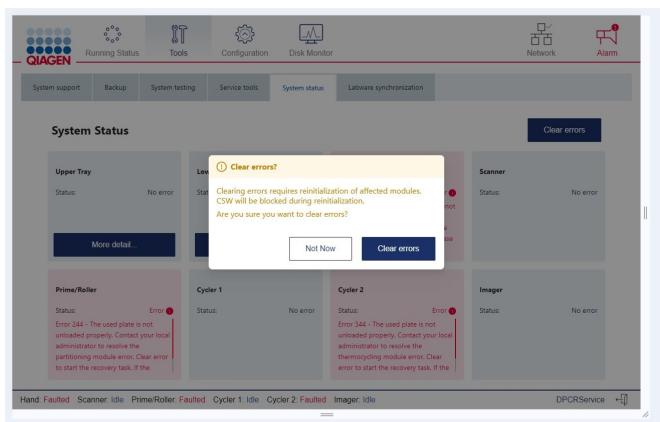 QIAGEN
Running Status
Tools
Configuration
Disk Monitor
Network
Alarm
System support
Backup
System testing
Service tools
System status
Labware synchronization
System Status
Clear errors
Upper Tray
Status: No error
More detail...
Low
Stat
not
Scanner
Status: No error
Clear errors?
Clearing errors requires reinitialization of affected modules.
CSW will be blocked during reinitialization.
Are you sure you want to clear errors?
Not Now
Clear errors
Prime/Roller
Status: Error
Error 244 - The used plate is not
unloaded properly. Contact your local
administrator to resolve the
partitioning module error. Clear error
to start the recovery task. If the
Cycler 1
Status: No error
Cycler 2
Status: Error
Error 344 - The used plate is not
unloaded properly. Contact your local
administrator to resolve the
thermocycling module error. Clear
error to start the recovery task. If the
Imager
Status: No error
Hand: Faulted Scanner: Idle Prime/Roller: Faulted Cycler 1: Idle Cycler 2: Faulted Imager: Idle DPCRService